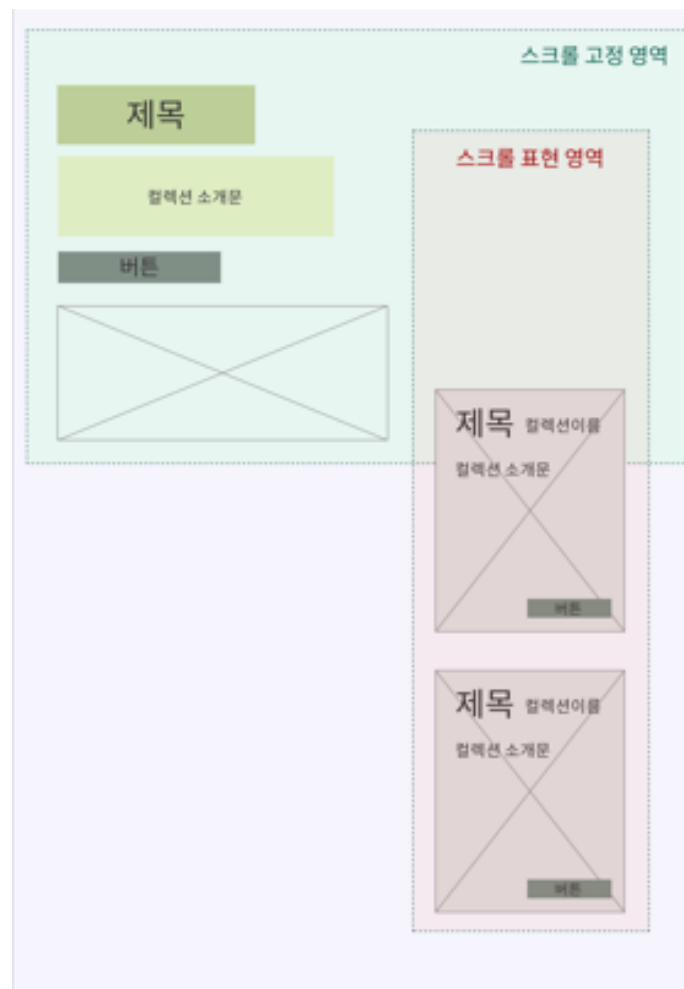 스크롤 고정 영역
제목
스크롤 표현 영역
컬렉션 소개문
버튼
제목 컬렉션이름
컬렉션 소개문
버튼
제목 컬렉션이름
컬렉션 소개문
버튼